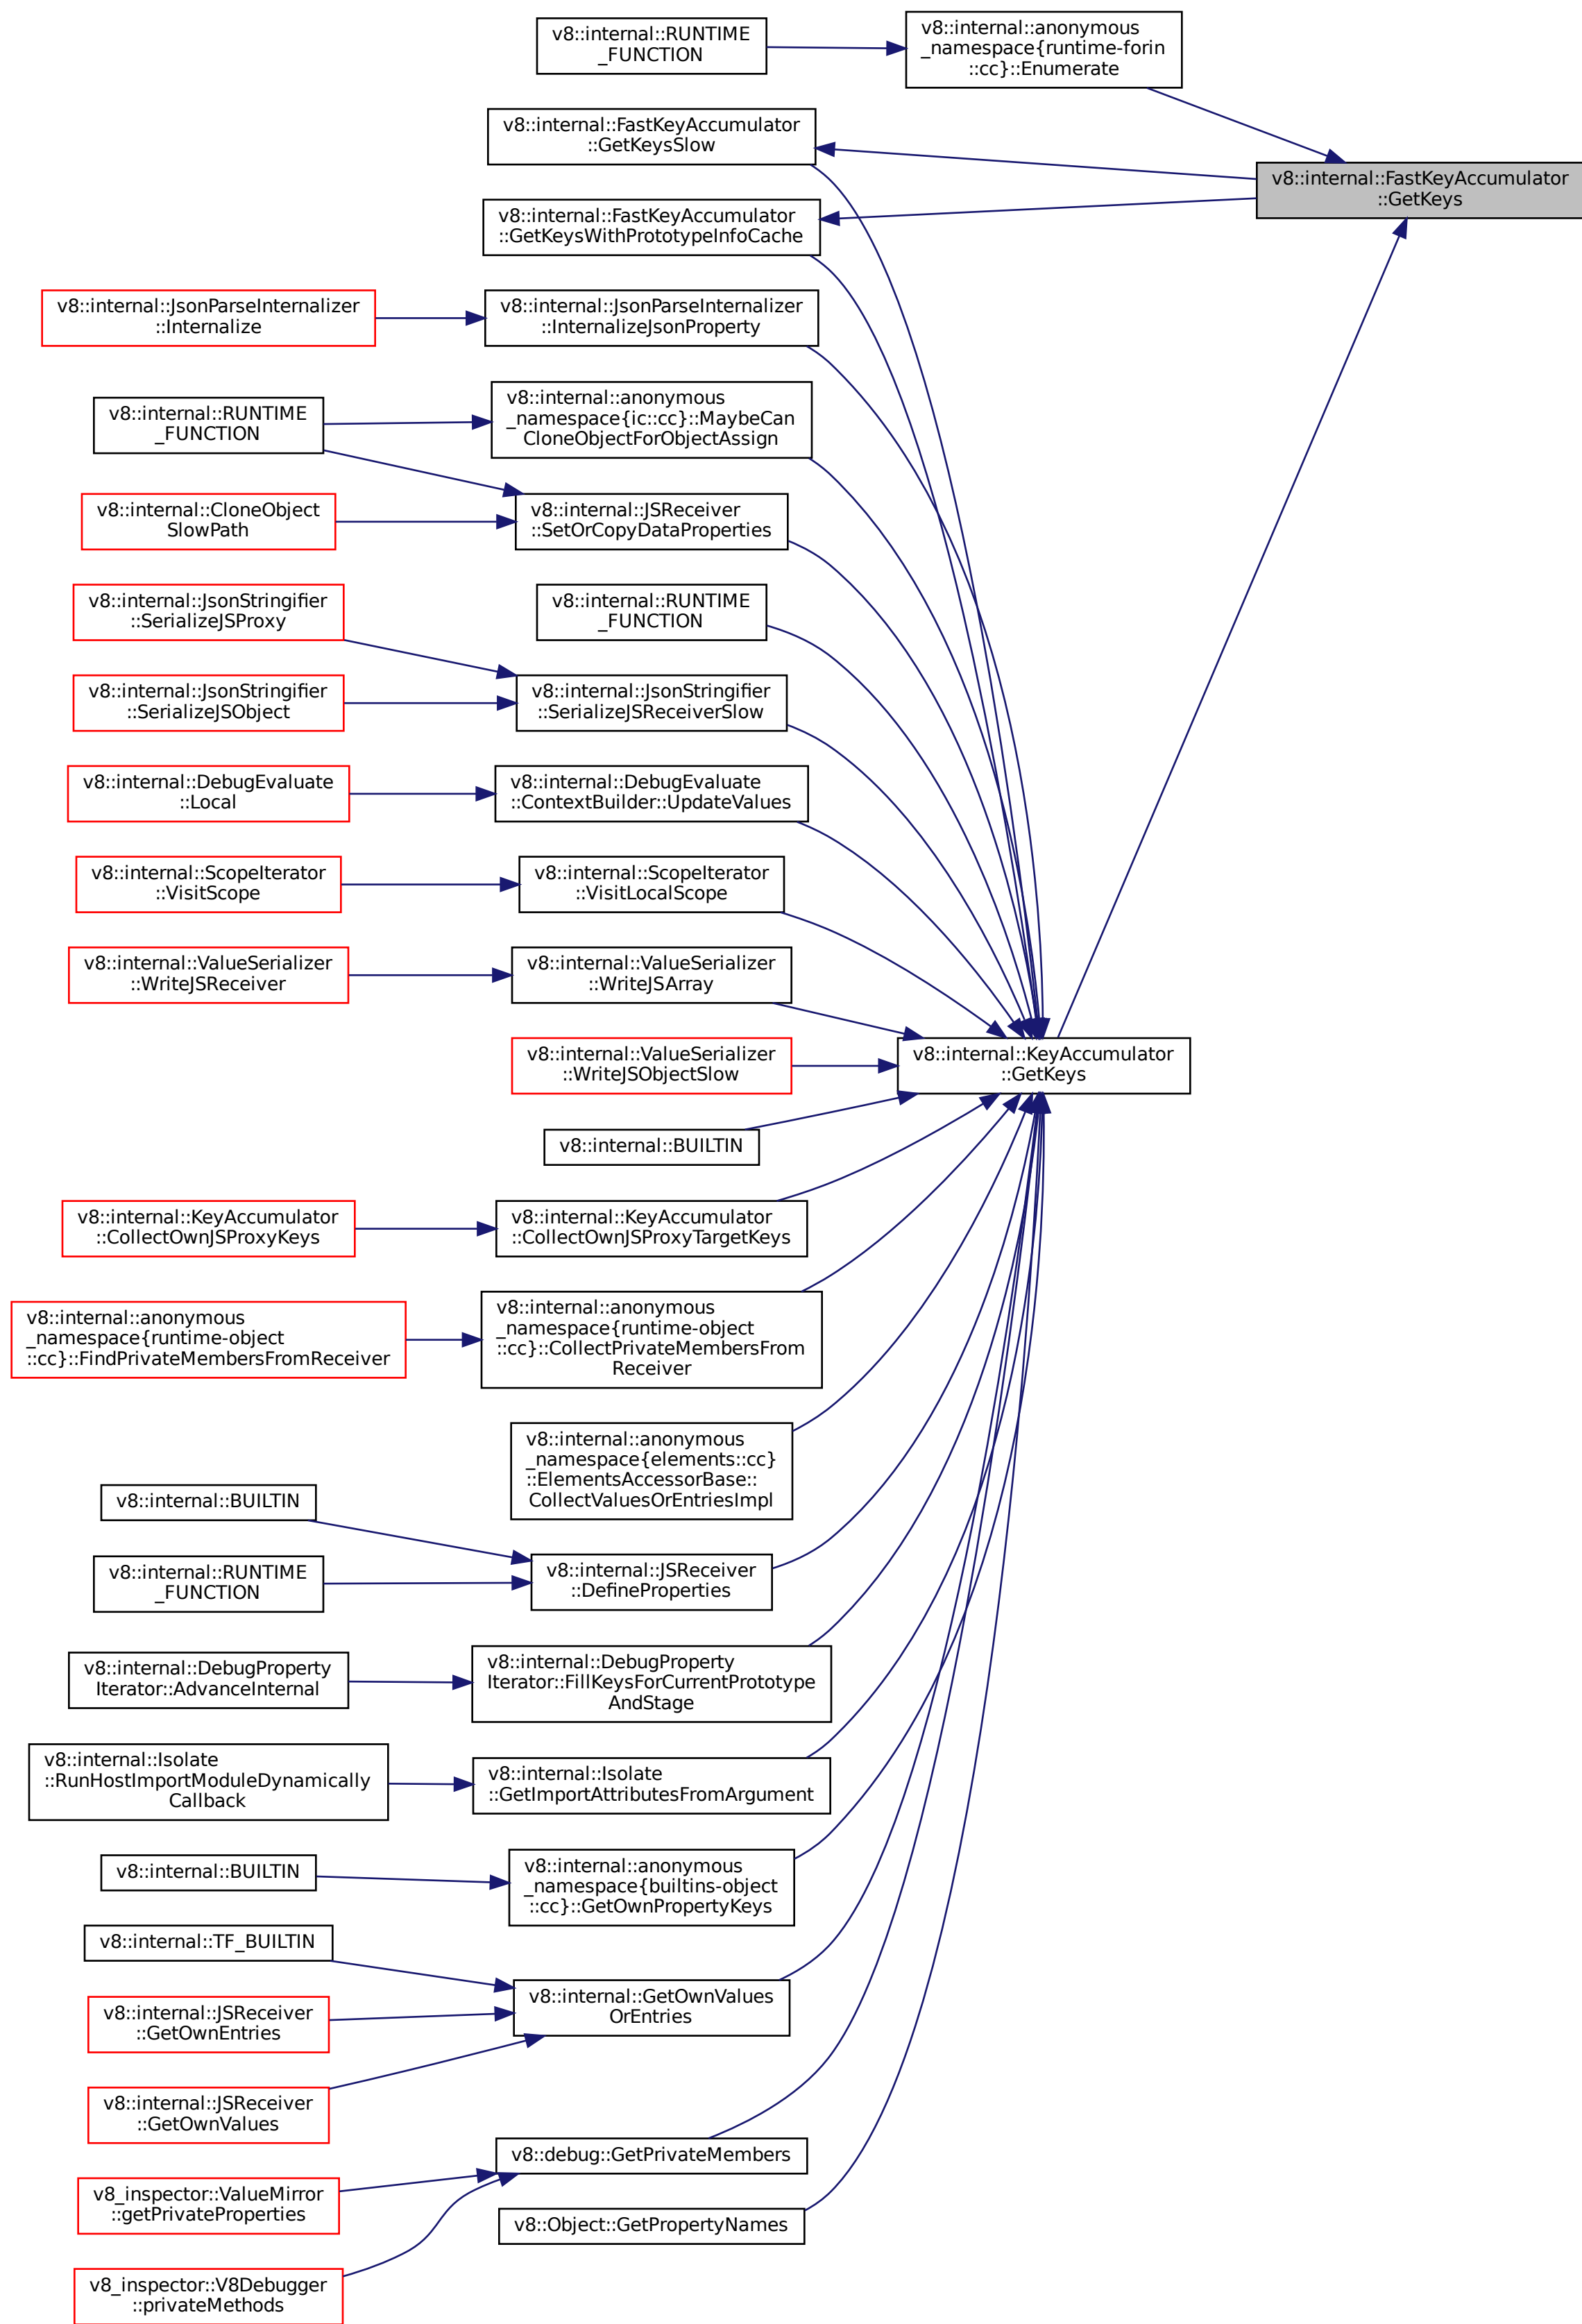 v8::internal::RUNTIME
_FUNCTION
v8::internal::anonymous
_namespace{runtime-forin
::cc}::Enumerate
v8::internal::FastKeyAccumulator
::GetKeysSlow
v8::internal::FastKeyAccumulator
::GetKeys
v8::internal::FastKeyAccumulator
::GetKeysWithPrototypeInfoCache
v8::internal::JsonParseInternalizer
::Internalize
v8::internal::JsonParseInternalizer
::InternalizeJsonProperty
v8::internal::RUNTIME
_FUNCTION
v8::internal::anonymous
_namespace{ic::cc}::MaybeCan
CloneObjectForObjectAssign
v8::internal::CloneObject
SlowPath
v8::internal::JSReceiver
::SetOrCopyDataProperties
v8::internal::JsonStringifier
::SerializeJSProxy
v8::internal::RUNTIME
_FUNCTION
v8::internal::JsonStringifier
::SerializeJSObject
v8::internal::JsonStringifier
::SerializeJSReceiverSlow
v8::internal::DebugEvaluate
::Local
v8::internal::DebugEvaluate
::ContextBuilder::UpdateValues
v8::internal::ScopeIterator
::VisitScope
v8::internal::ScopeIterator
::VisitLocalScope
v8::internal::ValueSerializer
::WriteJSReceiver
v8::internal::ValueSerializer
::WriteJSArray
v8::internal::ValueSerializer
::WriteJSObjectSlow
v8::internal::KeyAccumulator
::GetKeys
v8::internal::BUILTIN
v8::internal::KeyAccumulator
::CollectOwnJSProxyKeys
v8::internal::KeyAccumulator
::CollectOwnJSProxyTargetKeys
v8::internal::anonymous
_namespace{runtime-object
::cc}::FindPrivateMembersFromReceiver
v8::internal::anonymous
_namespace{runtime-object
::cc}::CollectPrivateMembersFrom
Receiver
v8::internal::anonymous
_namespace{elements::cc}
::ElementsAccessorBase::
CollectValuesOrEntriesImpl
v8::internal::BUILTIN
v8::internal::RUNTIME
_FUNCTION
v8::internal::JSReceiver
::DefineProperties
v8::internal::DebugProperty
Iterator::AdvanceInternal
v8::internal::DebugProperty
Iterator::FillKeysForCurrentPrototype
AndStage
v8::internal::Isolate
::RunHostImportModuleDynamically
Callback
v8::internal::Isolate
::GetImportAttributesFromArgument
v8::internal::BUILTIN
v8::internal::anonymous
_namespace{builtins-object
::cc}::GetOwnPropertyKeys
v8::internal::TF_BUILTIN
v8::internal::JSReceiver
::GetOwnEntries
v8::internal::GetOwnValues
OrEntries
v8::internal::JSReceiver
::GetOwnValues
v8::debug::GetPrivateMembers
v8_inspector::ValueMirror
::getPrivateProperties
v8::Object::GetPropertyNames
v8_inspector::V8Debugger
::privateMethods